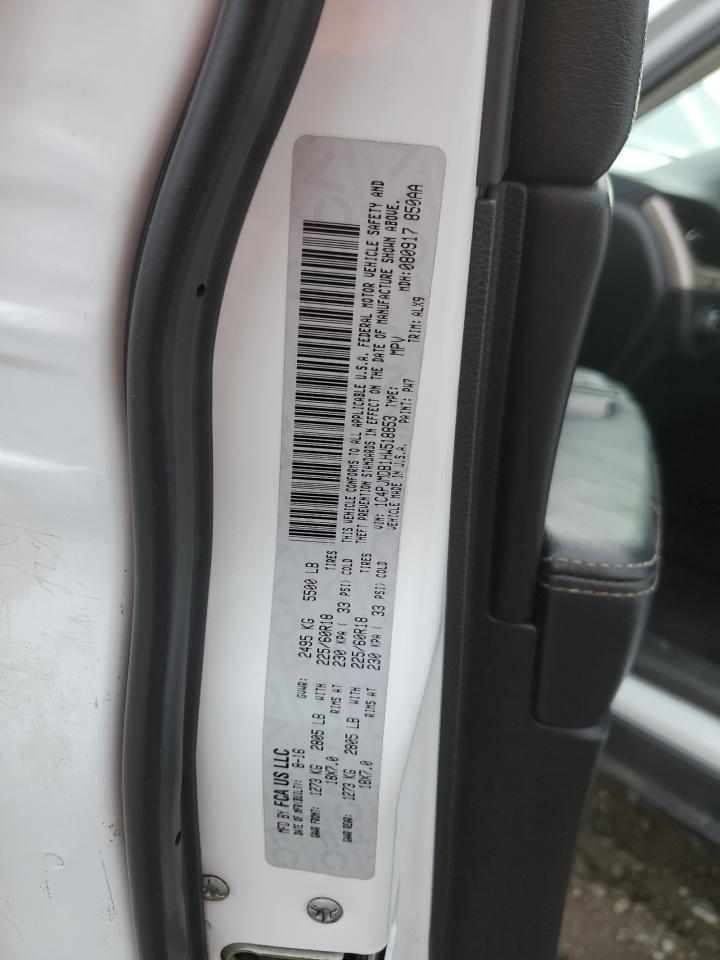 MFD BY FCA US LLC
DATE OF MFR(BUILT): 8-16 GVWR: 2495 KG 5500 LB
GAWR FRONT: 1273 KG 2805 LB WITH 225/60R18 TIRES
18X7.0 RIMS AT 230 KPA ( 33 PSI) COLD
GAWR REAR: 1273 KG 2805 LB WITH 225/60R18 TIRES
18X7.0 RIMS AT 230 KPA ( 33 PSI) COLD
THIS VEHICLE CONFORMS TO ALL APPLICABLE U.S.A. FEDERAL MOTOR VEHICLE SAFETY AND
THEFT PREVENTION STANDARDS IN EFFECT ON THE DATE OF MANUFACTURE SHOWN ABOVE.
VIN: 1C4PJMDB1HW518853 TYPE: MPV MDH: 080917 850AA
VEHICLE MADE IN U.S.A. PAINT: PW7 TRIM: ALX9